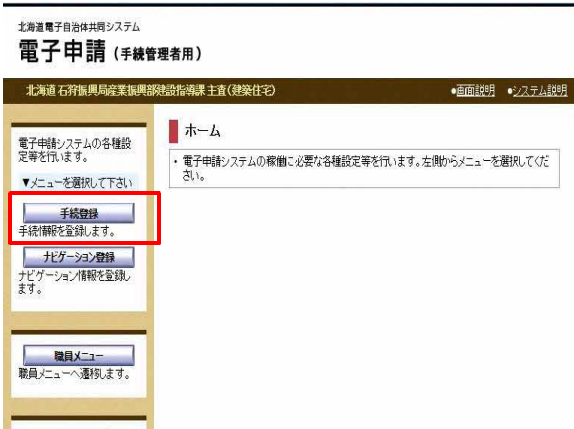 北海道電子自治体共同システム
電子申請（手続管理者用）
北海道 石狩振興局産業振興部建設指導課 主査(建築住宅)
●画面説明 ●システム説明
電子申請システムの各種設
定等を行います。
▼メニューを選択して下さい
手続登録
手続情報を登録します。
ナビゲーション登録
ナビゲーション情報を登録し
ます。
職員メニュー
職員メニューへ遷移します。
ホーム
・ 電子申請システムの稼働に必要な各種設定等を行います。左側からメニューを選択してくだ
さい。